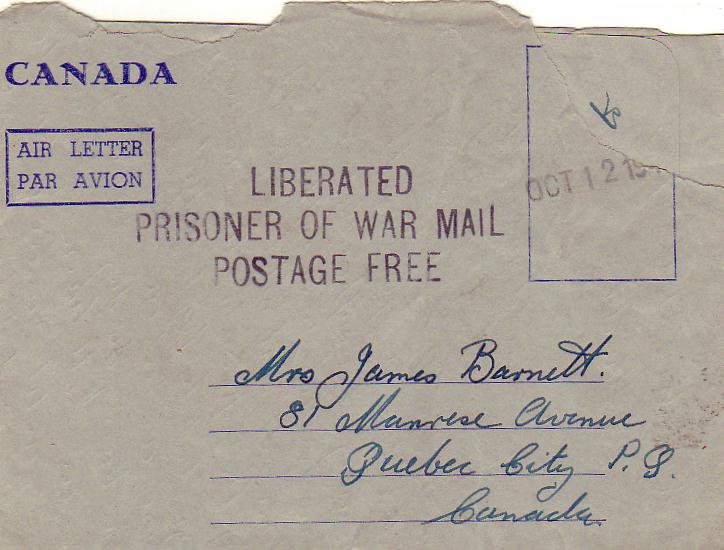 CANADA
AIR LETTER
PAR AVION
LIBERATED
PRISONER OF WAR MAIL
POSTAGE FREE
OCT 12 19
Mrs James Barnett.
81 Manrese Avenue
Quebec City P.Q.
Canada.